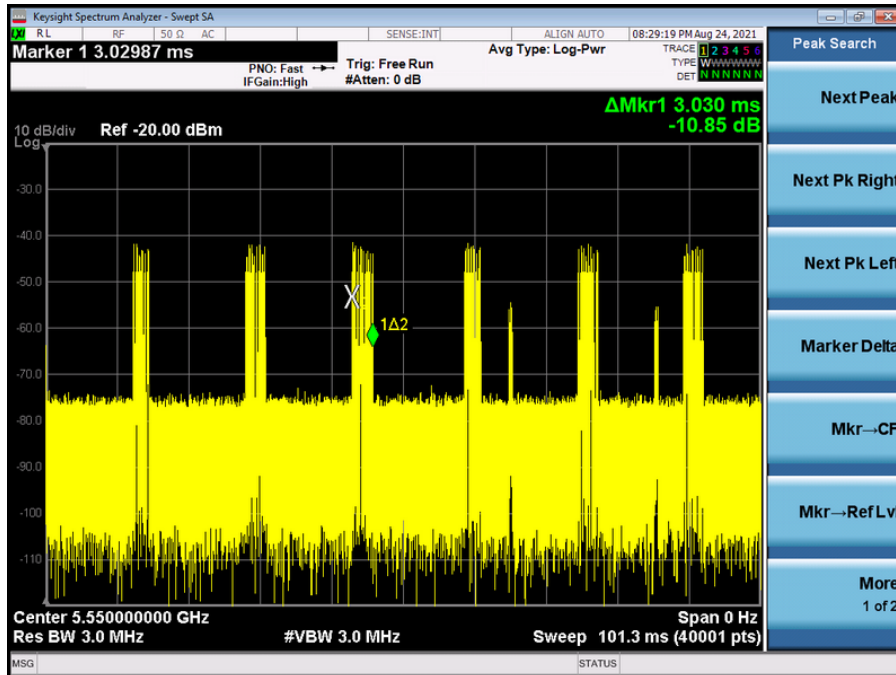 Keysight Spectrum Analyzer - Swept SA
LXI RL RF 50 Ω AC SENSE:INT ALIGN AUTO 08:29:19 PM Aug 24, 2021
Marker 1 3.02987 ms
PNO: Fast
IFGain:High
Trig: Free Run
#Atten: 0 dB
Avg Type: Log-Pwr
TRACE 1 2 3 4 5 6
TYPE WWWWWW
DET N N N N N N
Peak Search
ΔMkr1 3.030 ms
-10.85 dB
10 dB/div
Log
Ref -20.00 dBm
-30.0
-40.0
-50.0
-60.0
-70.0
-80.0
-90.0
-100
-110
X
1Δ2
Next Peak
Next Pk Right
Next Pk Left
Marker Delta
Mkr→CF
Mkr→Ref Lvl
More
1 of 2
Center 5.550000000 GHz
Span 0 Hz
Res BW 3.0 MHz
#VBW 3.0 MHz
Sweep 101.3 ms (40001 pts)
MSG
STATUS